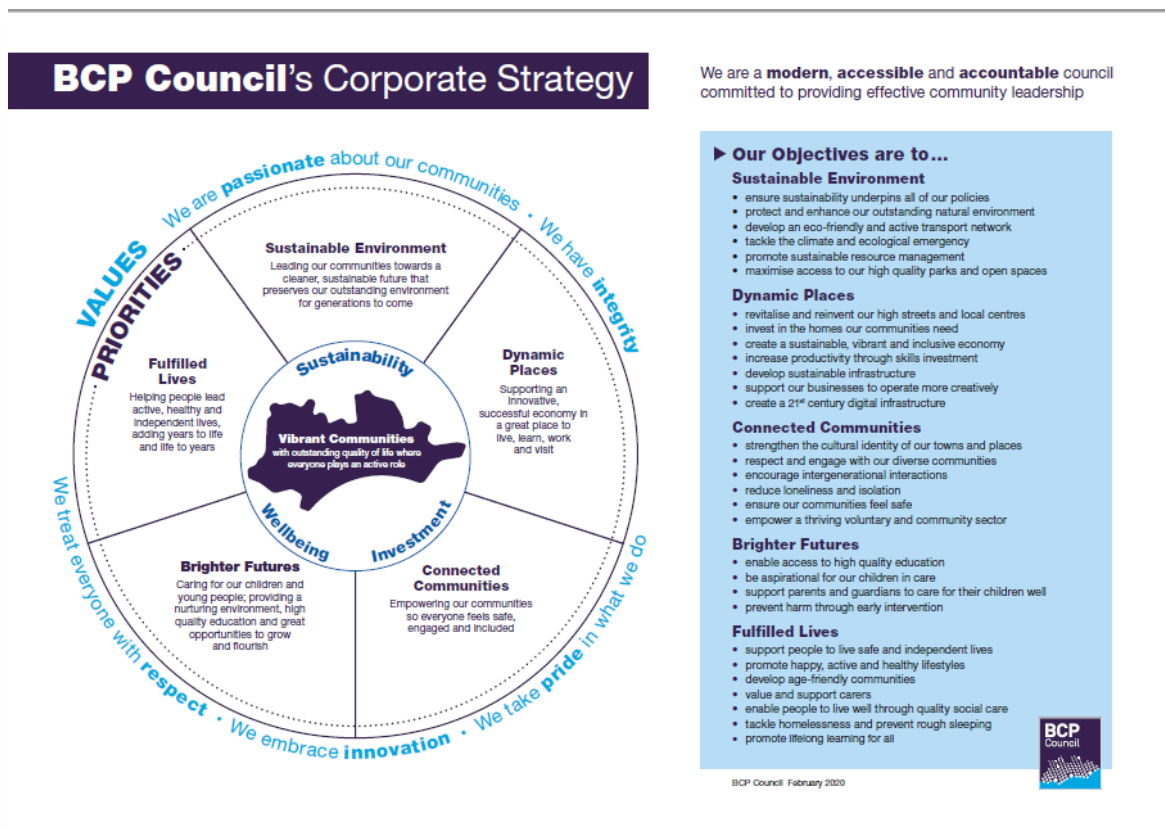 BCP Council's Corporate Strategy
We are a modern, accessible and accountable council
committed to providing effective community leadership
VALUES
PRIORITIES
We are passionate about our communities •
We have integrity
We take pride in what we do
We embrace innovation •
We treat everyone with respect •
Sustainable Environment
Leading our communities towards a
cleaner, sustainable future that
preserves our outstanding environment
for generations to come
Dynamic
Places
Supporting an
innovative,
successful economy in
a great place to
live, learn, work
and visit
Connected
Communities
Empowering our communities
so everyone feels safe,
engaged and included
Brighter Futures
Caring for our children and
young people; providing a
nurturing environment, high
quality education and great
opportunities to grow
and flourish
Fulfilled
Lives
Helping people lead
active, healthy and
independent lives,
adding years to life
and life to years
Sustainability
Investment
Wellbeing
Vibrant Communities
with outstanding quality of life where
everyone plays an active role
Our Objectives are to...
Sustainable Environment
• ensure sustainability underpins all of our policies
• protect and enhance our outstanding natural environment
• develop an eco-friendly and active transport network
• tackle the climate and ecological emergency
• promote sustainable resource management
• maximise access to our high quality parks and open spaces
Dynamic Places
• revitalise and reinvent our high streets and local centres
• invest in the homes our communities need
• create a sustainable, vibrant and inclusive economy
• increase productivity through skills investment
• develop sustainable infrastructure
• support our businesses to operate more creatively
• create a 21st century digital infrastructure
Connected Communities
• strengthen the cultural identity of our towns and places
• respect and engage with our diverse communities
• encourage intergenerational interactions
• reduce loneliness and isolation
• ensure our communities feel safe
• empower a thriving voluntary and community sector
Brighter Futures
• enable access to high quality education
• be aspirational for our children in care
• support parents and guardians to care for their children well
• prevent harm through early intervention
Fulfilled Lives
• support people to live safe and independent lives
• promote happy, active and healthy lifestyles
• develop age-friendly communities
• value and support carers
• enable people to live well through quality social care
• tackle homelessness and prevent rough sleeping
• promote lifelong learning for all
BCP
Council
BCP Council February 2020